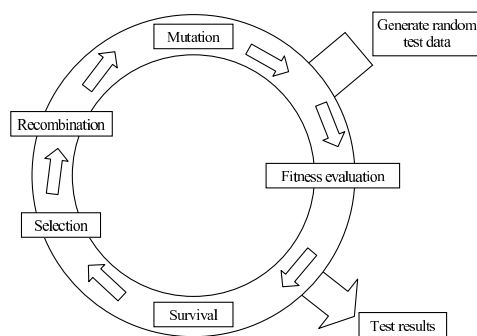 Mutation
Generate random
test data
Recombination
Fitness evaluation
Selection
Survival
Test results